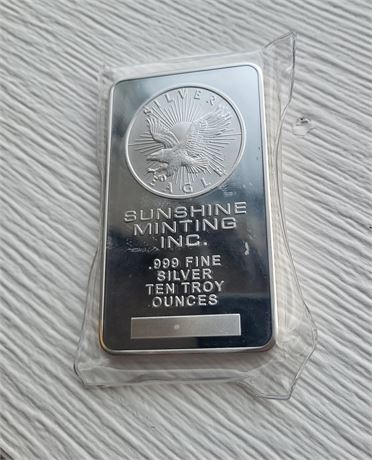 SILVER
EAGLE
SUNSHINE
MINTING
INC.
.999 FINE
SILVER
TEN TROY
OUNCES